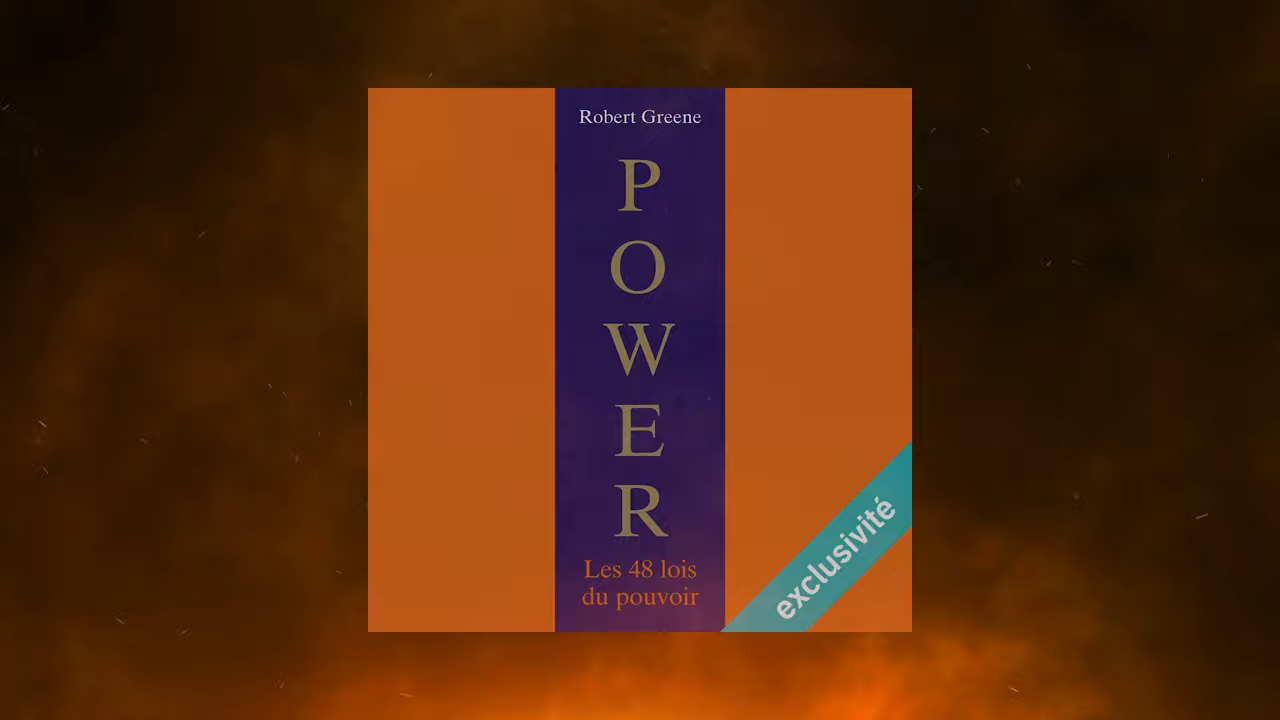 Robert Greene
P
O
W
E
R
Les 48 lois
du pouvoir
exclusivité